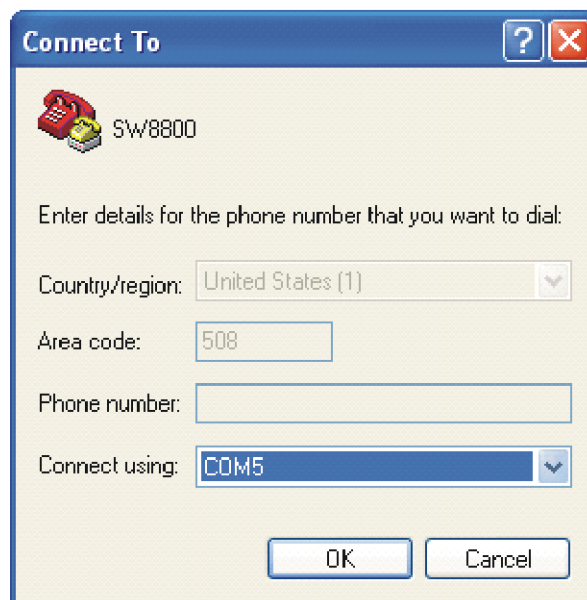 Connect To
?
SW8800
Enter details for the phone number that you want to dial:
Country/region: United States (1)
Area code: 508
Phone number:
Connect using: COM5
OK Cancel